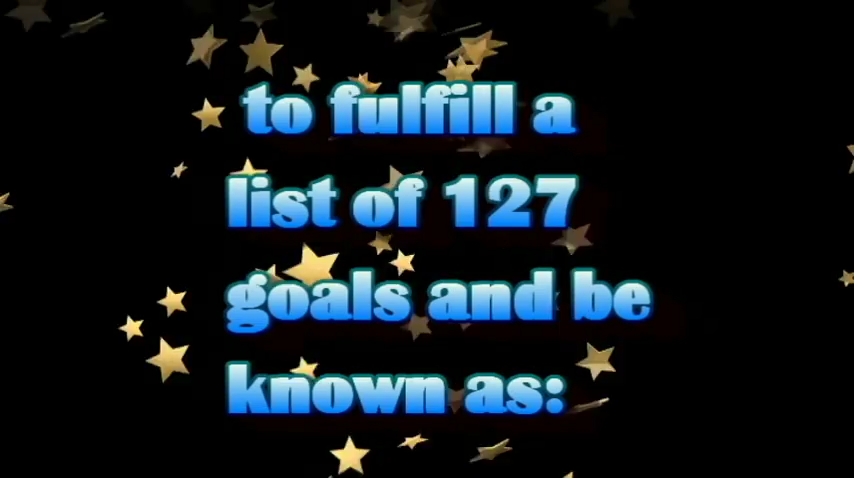 to fulfill a
list of 127
goals and be
known as: